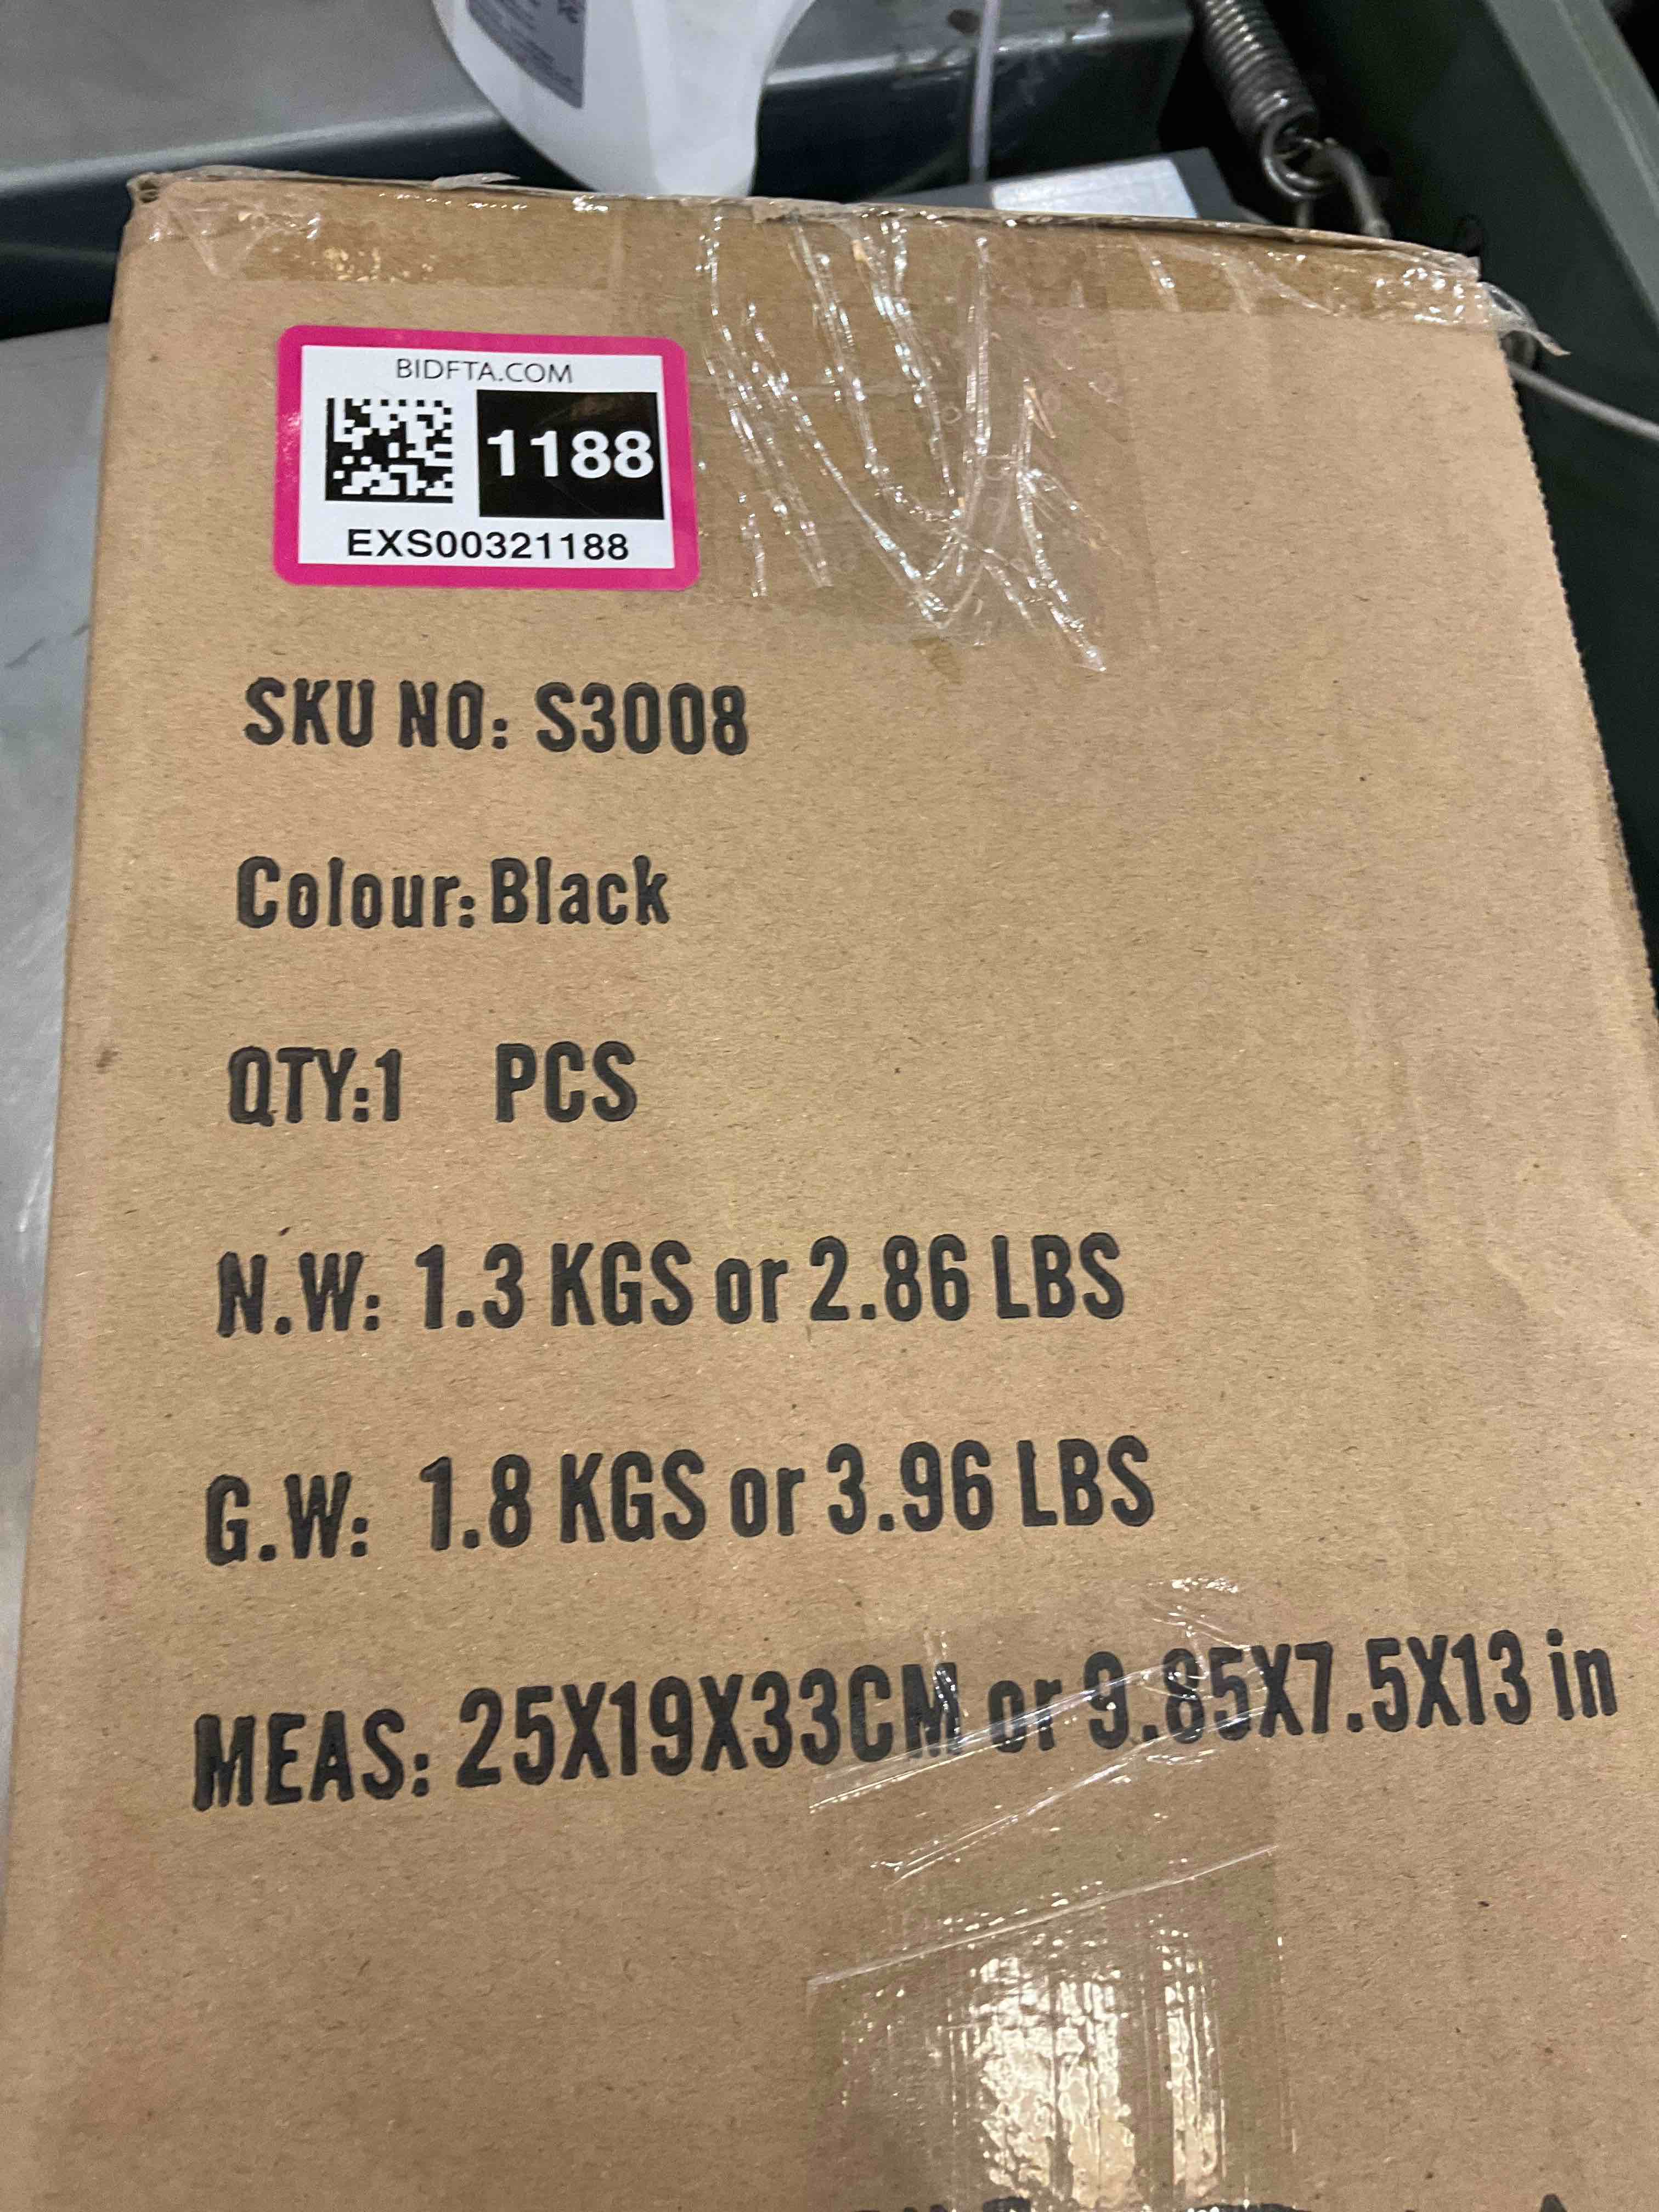 BIDFTA.COM
1188
EXS00321188
SKU NO: S3008
Colour: Black
QTY:1 PCS
N.W: 1.3 KGS or 2.86 LBS
G.W: 1.8 KGS or 3.96 LBS
MEAS: 25X19X33CM or 9.85X7.5X13 in